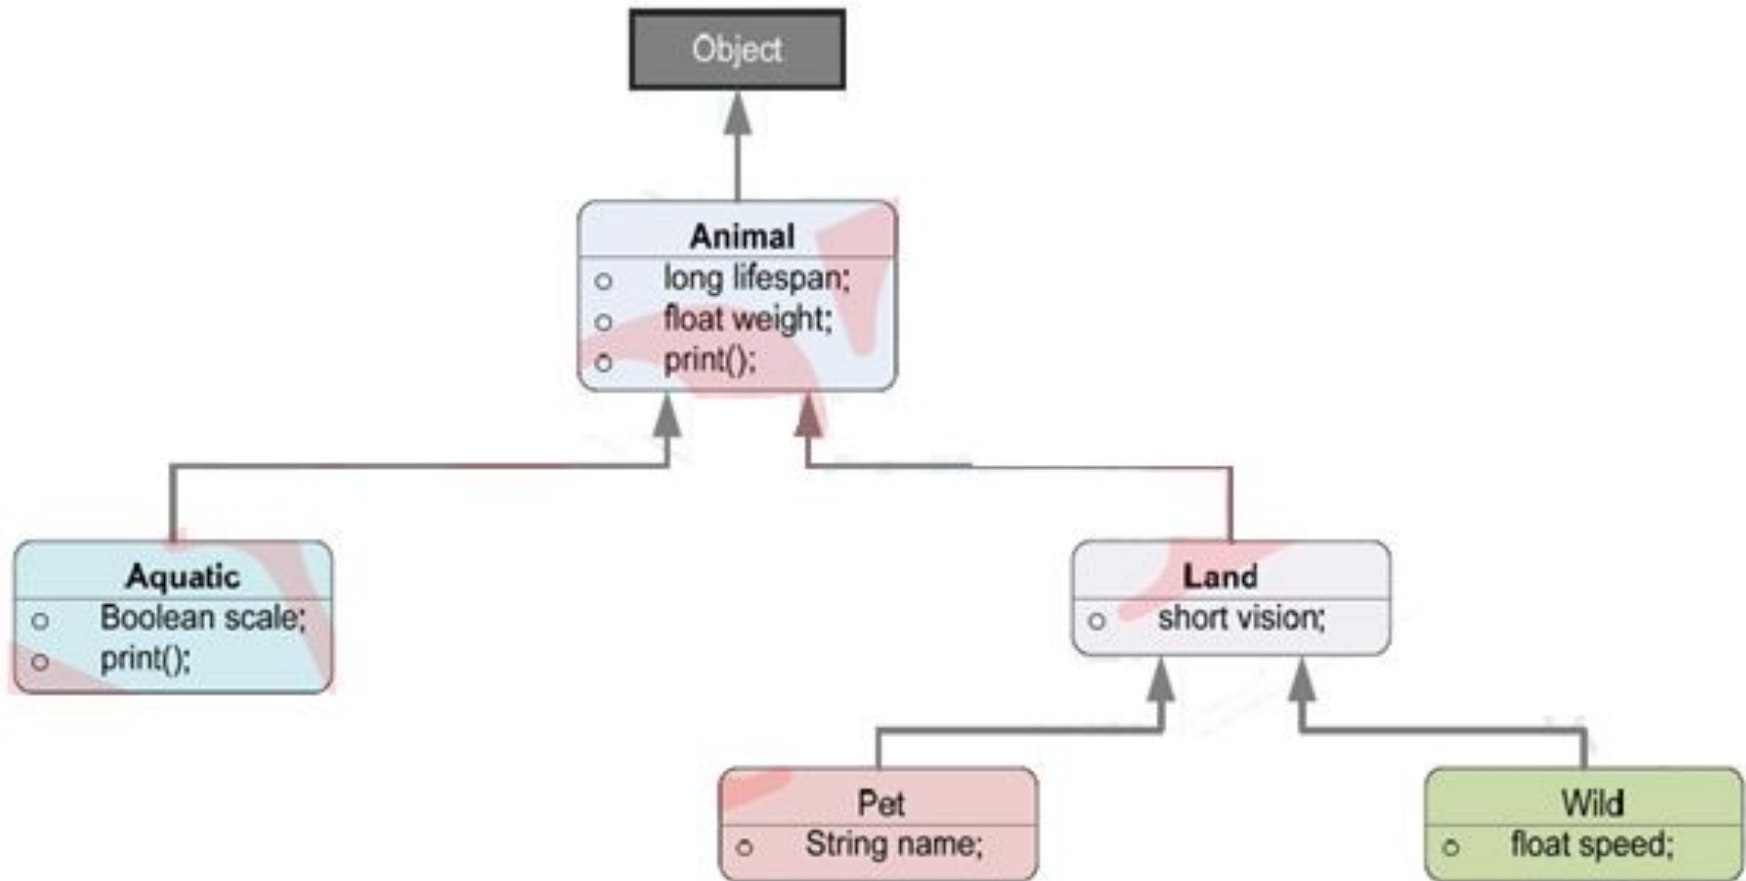 Object
Animal
long lifespan;
float weight;
print();
Aquatic
Boolean scale;
print();
Land
short vision;
Pet
String name;
Wild
float speed;